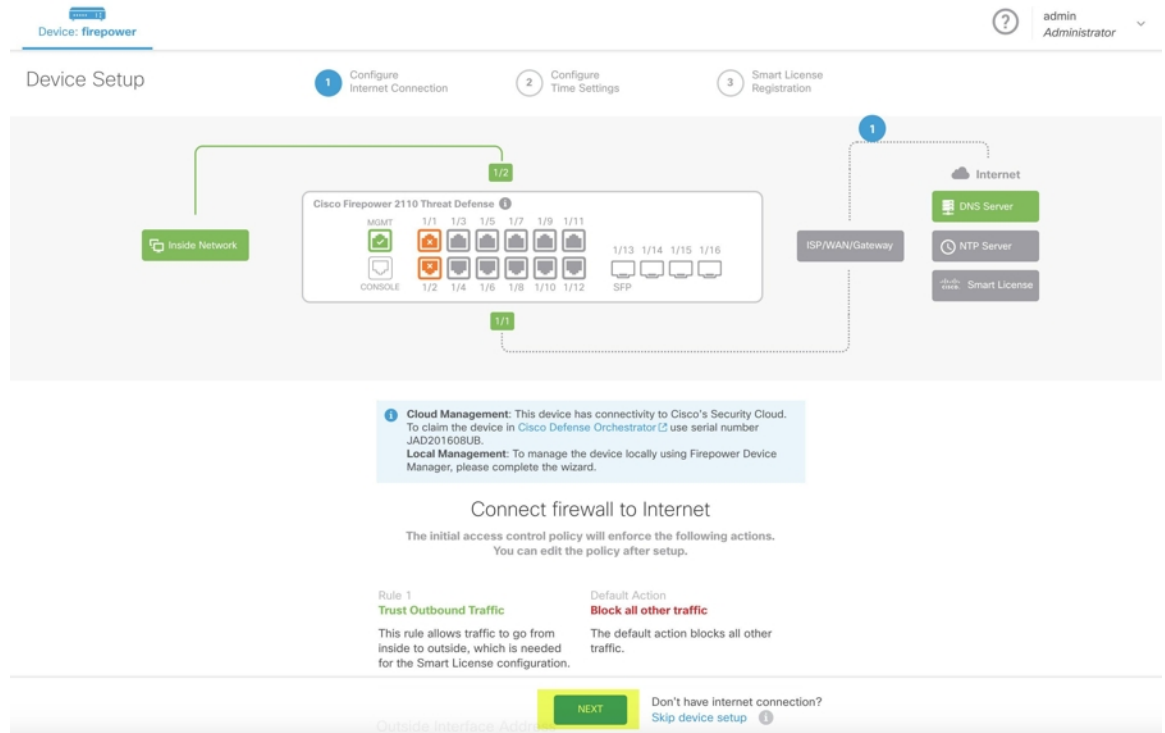 Device: firepower
?
admin
Administrator
Device Setup
1
Configure
Internet Connection
2
Configure
Time Settings
3
Smart License
Registration
1
1/2
Internet
Cisco Firepower 2110 Threat Defense i
MGMT 1/1 1/3 1/5 1/7 1/9 1/11
Inside Network
1/13 1/14 1/15 1/16
CONSOLE 1/2 1/4 1/6 1/8 1/10 1/12 SFP
ISP/WAN/Gateway
DNS Server
NTP Server
Smart License
1/1
i Cloud Management: This device has connectivity to Cisco's Security Cloud.
To claim the device in Cisco Defense Orchestrator use serial number
JAD201608UB.
Local Management: To manage the device locally using Firepower Device
Manager, please complete the wizard.
Connect firewall to Internet
The initial access control policy will enforce the following actions.
You can edit the policy after setup.
Rule 1
Trust Outbound Traffic
This rule allows traffic to go from
inside to outside, which is needed
for the Smart License configuration.
Default Action
Block all other traffic
The default action blocks all other
traffic.
NEXT
Don't have internet connection?
Skip device setup i
Outside Interface Address